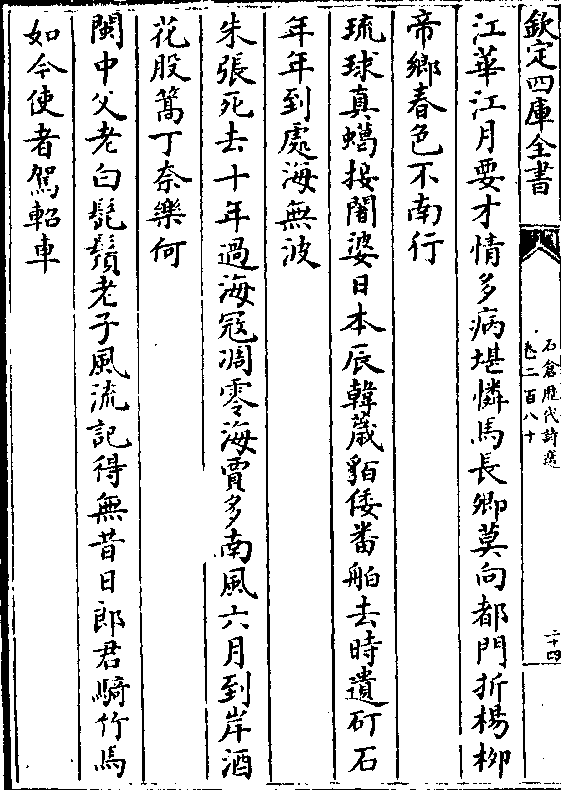 欽定四庫全書
石倉厯代詩選
卷二百八十
二十四
江華江月要才情多病堪憐馬長卿莫向都門折楊栁
帝鄉春色不南行
琉球真蠟接闍婆日本辰韓薉貊倭番舶去時遺矴石
年年到處海無波
朱張死去十年過海冦凋零海賈多南風六月到岸酒
花股篙丁奈樂何
閩中父老白髭鬚老子風流記得無昔日郎君騎竹馬
如今使者駕軺車